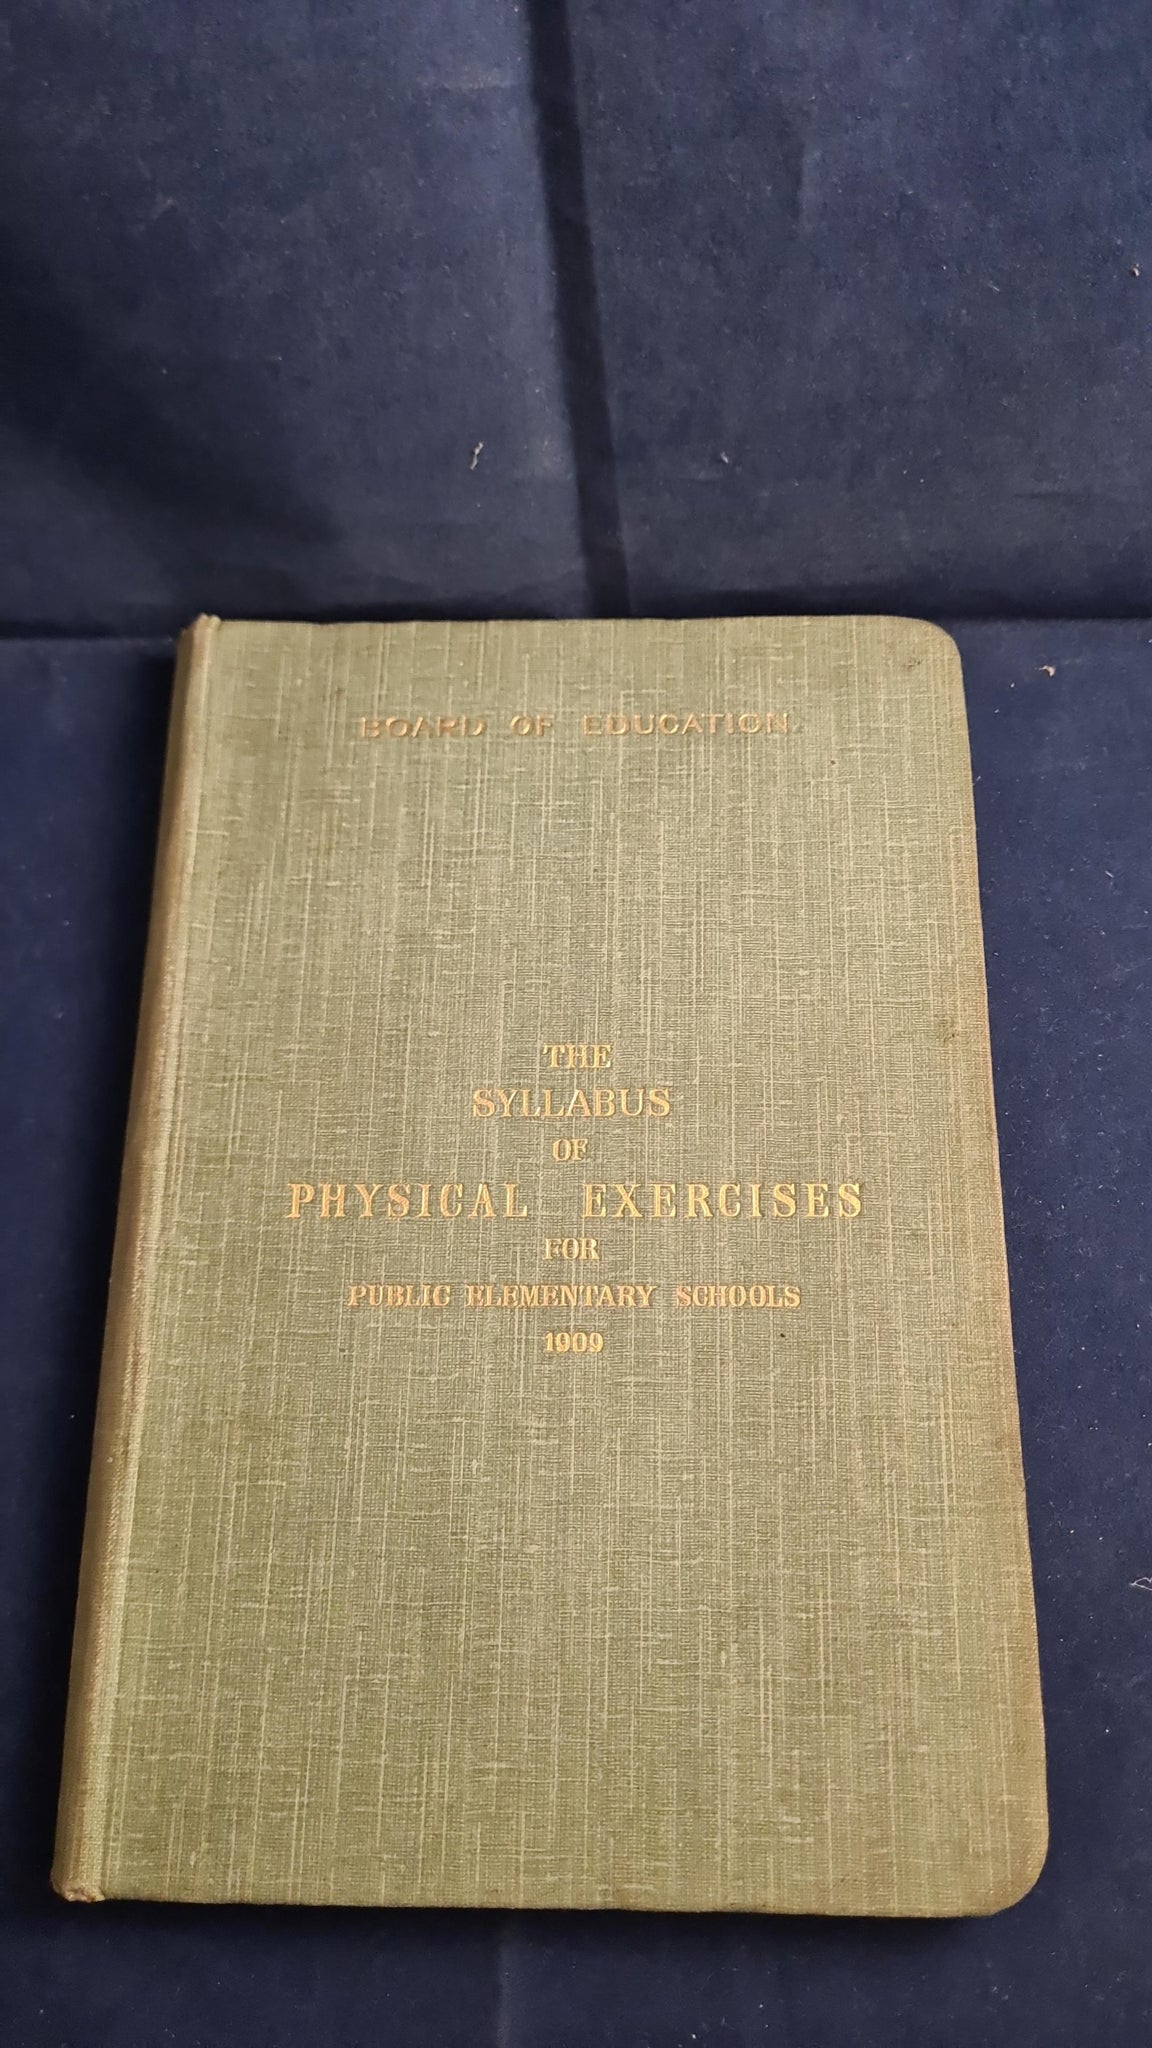 BOARD OF EDUCATION
THE
SYLLABUS
OF
PHYSICAL EXERCISES
FOR
PUBLIC ELEMENTARY SCHOOLS
1909